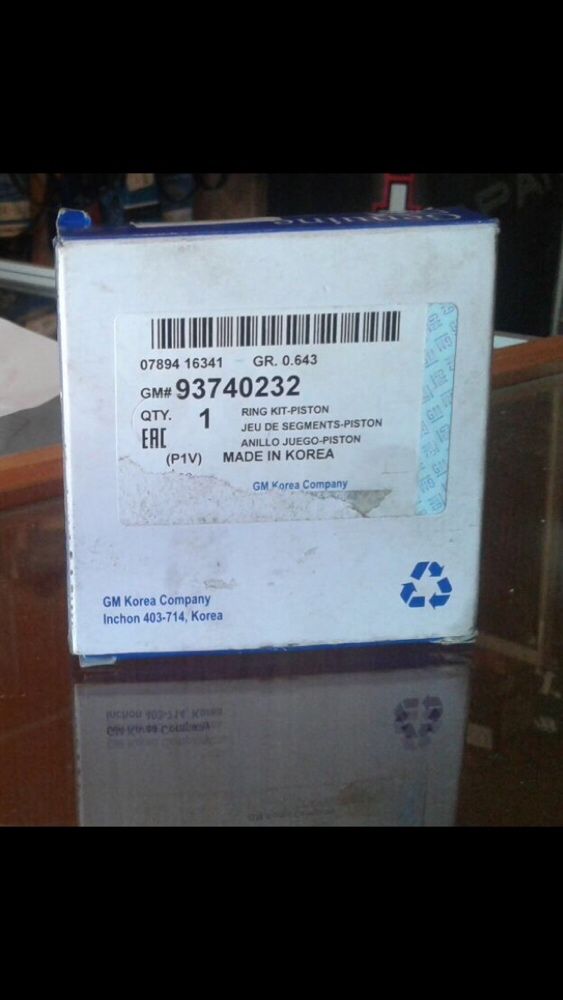 Genuine
07894 16341 - GR. 0.643
GM# 93740232
QTY. 1
RING KIT-PISTON
JEU DE SEGMENTS-PISTON
ANILLO JUEGO-PISTON
EAC
(P1V) MADE IN KOREA
GM Korea Company
GM Korea Company
Inchon 403-714, Korea